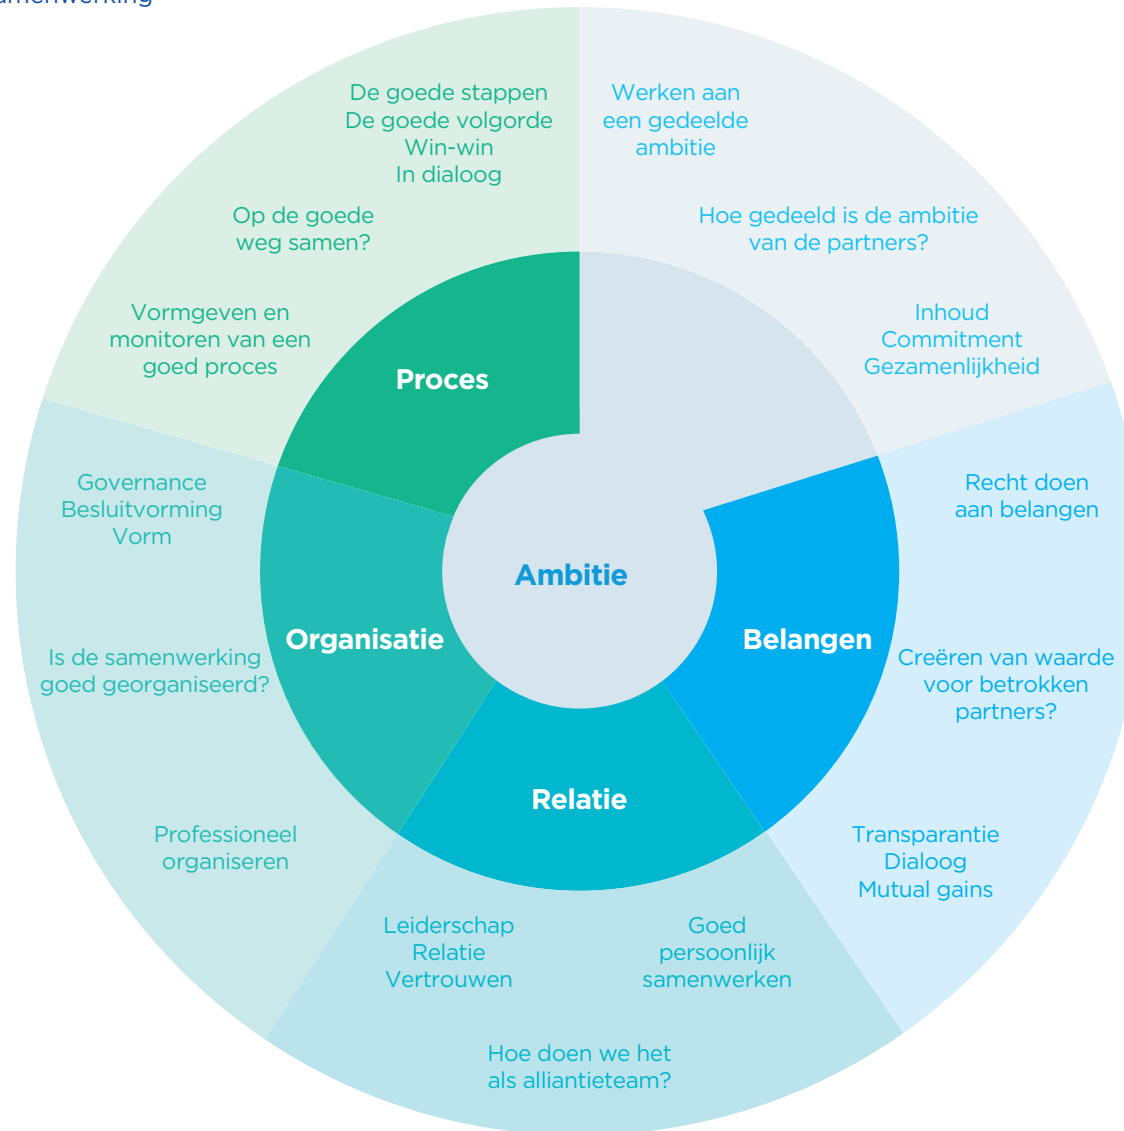 De goede stappen
De goede volgorde
Win-win
In dialoog
Op de goede
weg samen?
Vormgeven en
monitoren van een
goed proces
Werken aan
een gedeelde
ambitie
Hoe gedeeld is de ambitie
van de partners?
Inhoud
Commitment
Gezamenlijkheid
Proces
Ambitie
Organisatie
Belangen
Relatie
Governance
Besluitvorming
Vorm
Is de samenwerking
goed georganiseerd?
Professioneel
organiseren
Recht doen
aan belangen
Creëren van waarde
voor betrokken
partners?
Transparantie
Dialoog
Mutual gains
Leiderschap
Relatie
Vertrouwen
Goed
persoonlijk
samenwerken
Hoe doen we het
als alliantieteam?